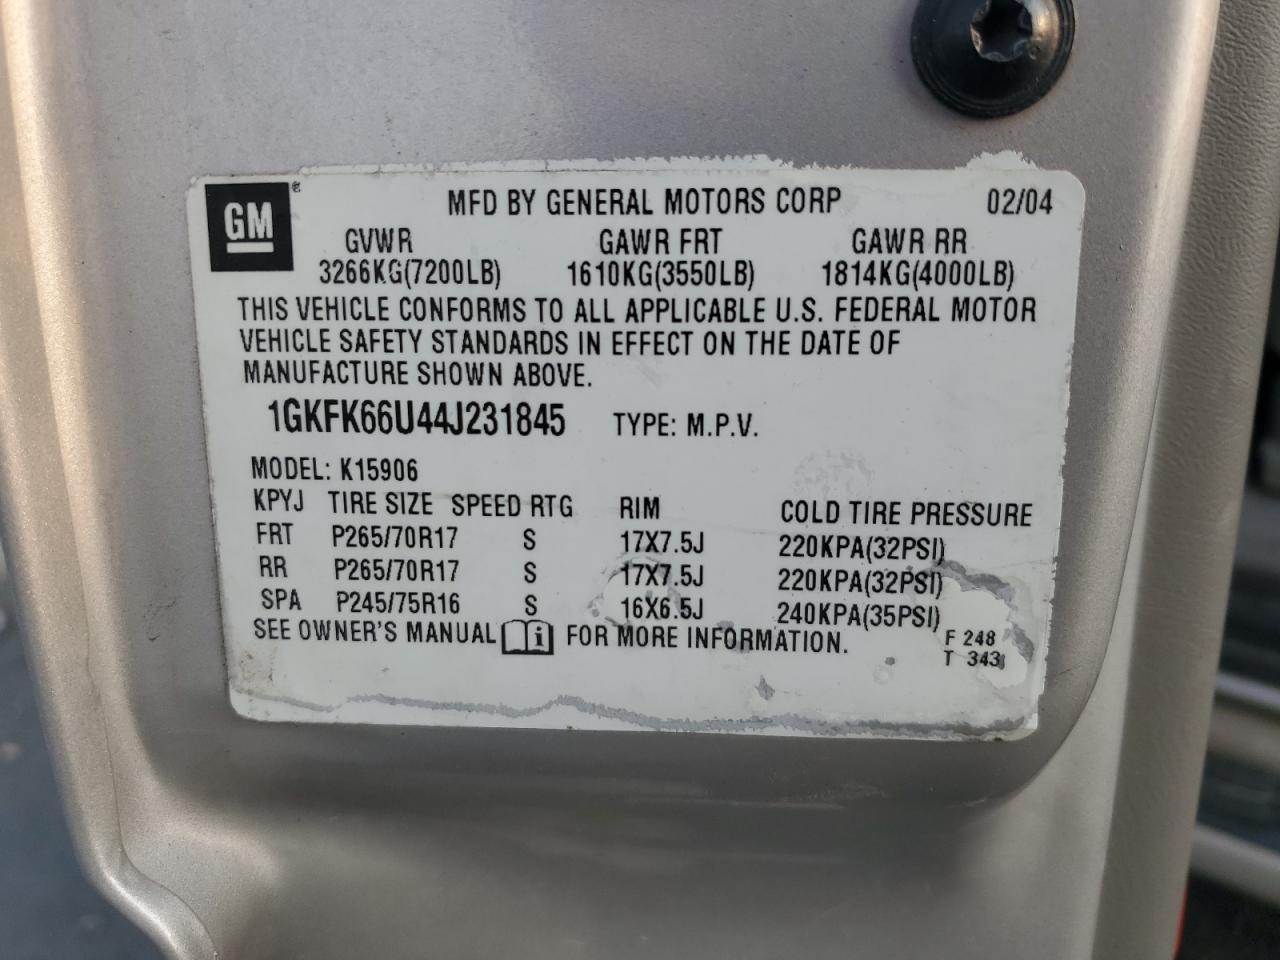 GM ® MFD BY GENERAL MOTORS CORP 02/04
GVWR GAWR FRT GAWR RR
3266KG(7200LB) 1610KG(3550LB) 1814KG(4000LB)
THIS VEHICLE CONFORMS TO ALL APPLICABLE U.S. FEDERAL MOTOR
VEHICLE SAFETY STANDARDS IN EFFECT ON THE DATE OF
MANUFACTURE SHOWN ABOVE.
1GKFK66U44J231845 TYPE: M.P.V.
MODEL: K15906
KPYJ TIRE SIZE SPEED RTG RIM COLD TIRE PRESSURE
FRT P265/70R17 S 17X7.5J 220KPA(32PSI)
RR P265/70R17 S 17X7.5J 220KPA(32PSI)
SPA P245/75R16 S 16X6.5J 240KPA(35PSI)
SEE OWNER'S MANUAL i FOR MORE INFORMATION.
F 248
T 343